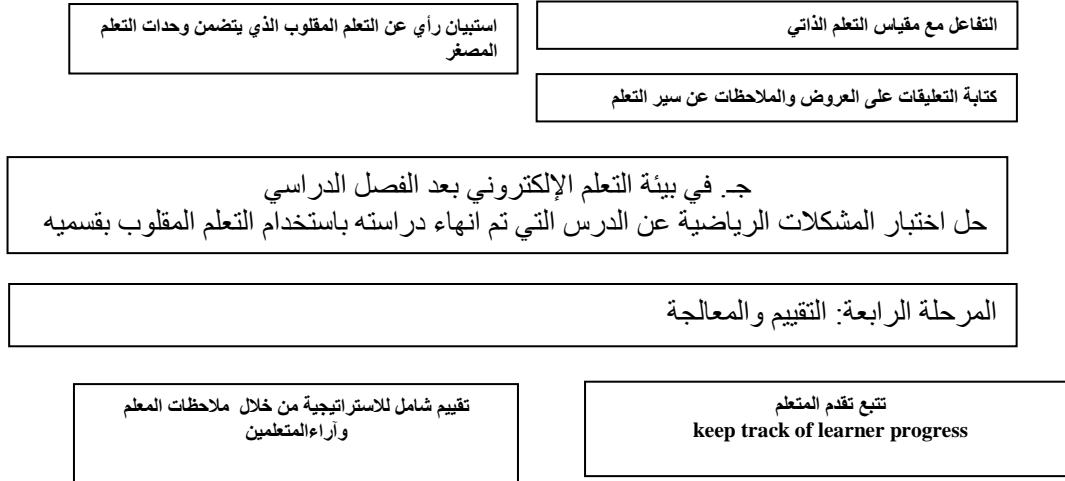 التفاعل مع مقياس التعلم الذاتي
استبيان رأي عن التعلم المقلوب الذي يتضمن وحدات التعلم
المصغر
كتابة التعليقات على العروض والملاحظات عن سير التعلم
جـ. في بيئة التعلم الإلكتروني بعد الفصل الدراسي
حل اختبار المشكلات الرياضية عن الدرس التي تم انهاء دراسته باستخدام التعلم المقلوب بقسميه
المرحلة الرابعة: التقييم والمعالجة
تتبع تقدم المتعلم
keep track of learner progress
تقييم شامل للاستراتيجية من خلال ملاحظات المعلم
وآراءالمتعلمين